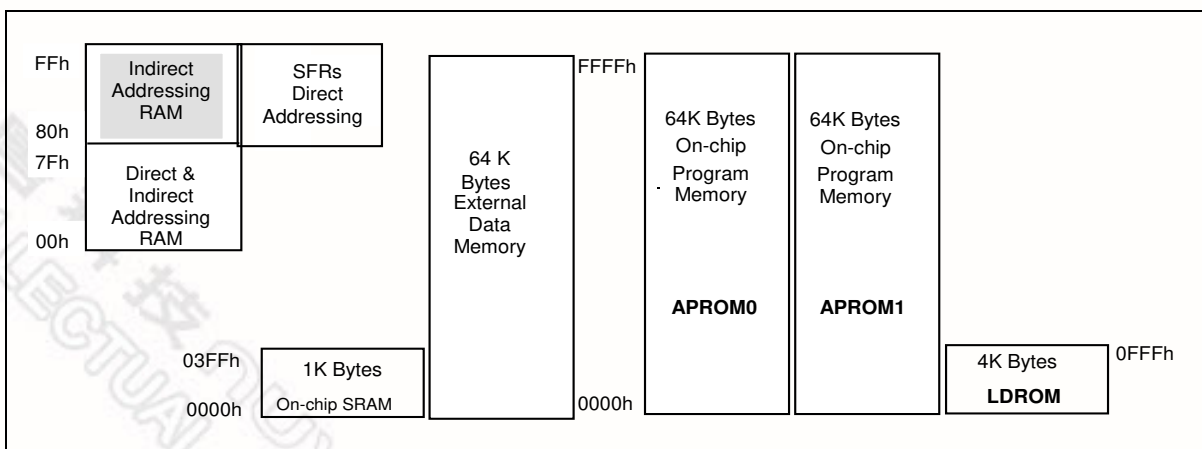 FFh
80h
7Fh
00h
Indirect
Addressing
RAM
SFRs
Direct
Addressing
Direct &
Indirect
Addressing
RAM
03FFh
0000h
1K Bytes
On-chip SRAM
64 K
Bytes
External
Data
Memory
FFFFh
0000h
64K Bytes
On-chip
Program
Memory
APROM0
64K Bytes
On-chip
Program
Memory
APROM1
4K Bytes
LDROM
0FFFh